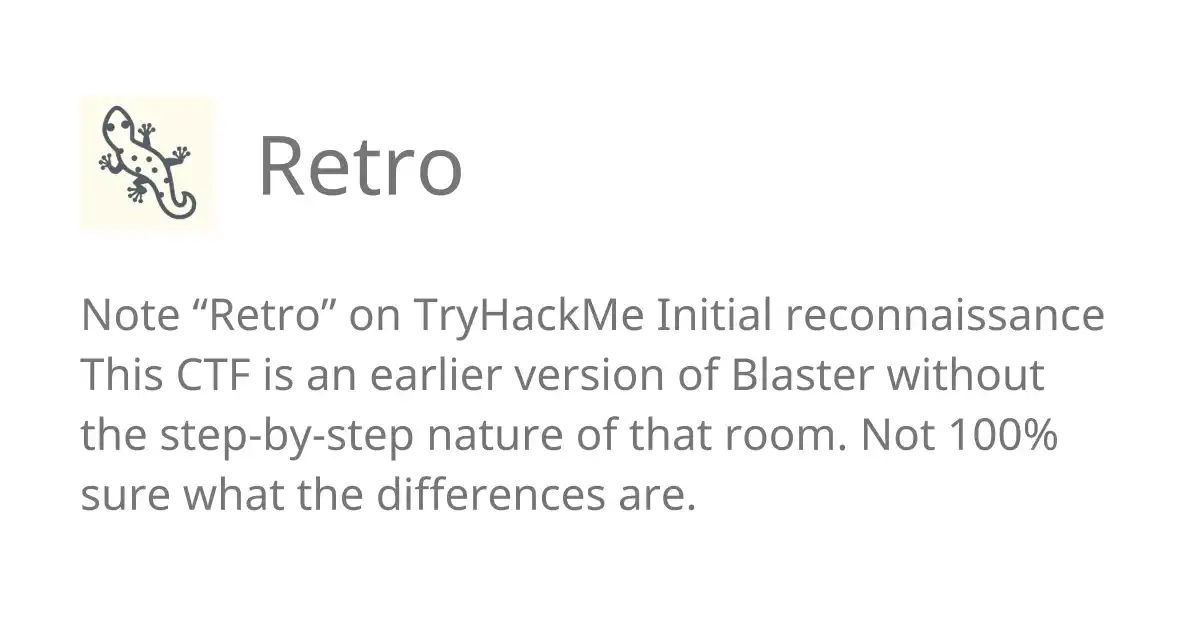 Retro
Note “Retro” on TryHackMe Initial reconnaissance
This CTF is an earlier version of Blaster without
the step-by-step nature of that room. Not 100%
sure what the differences are.